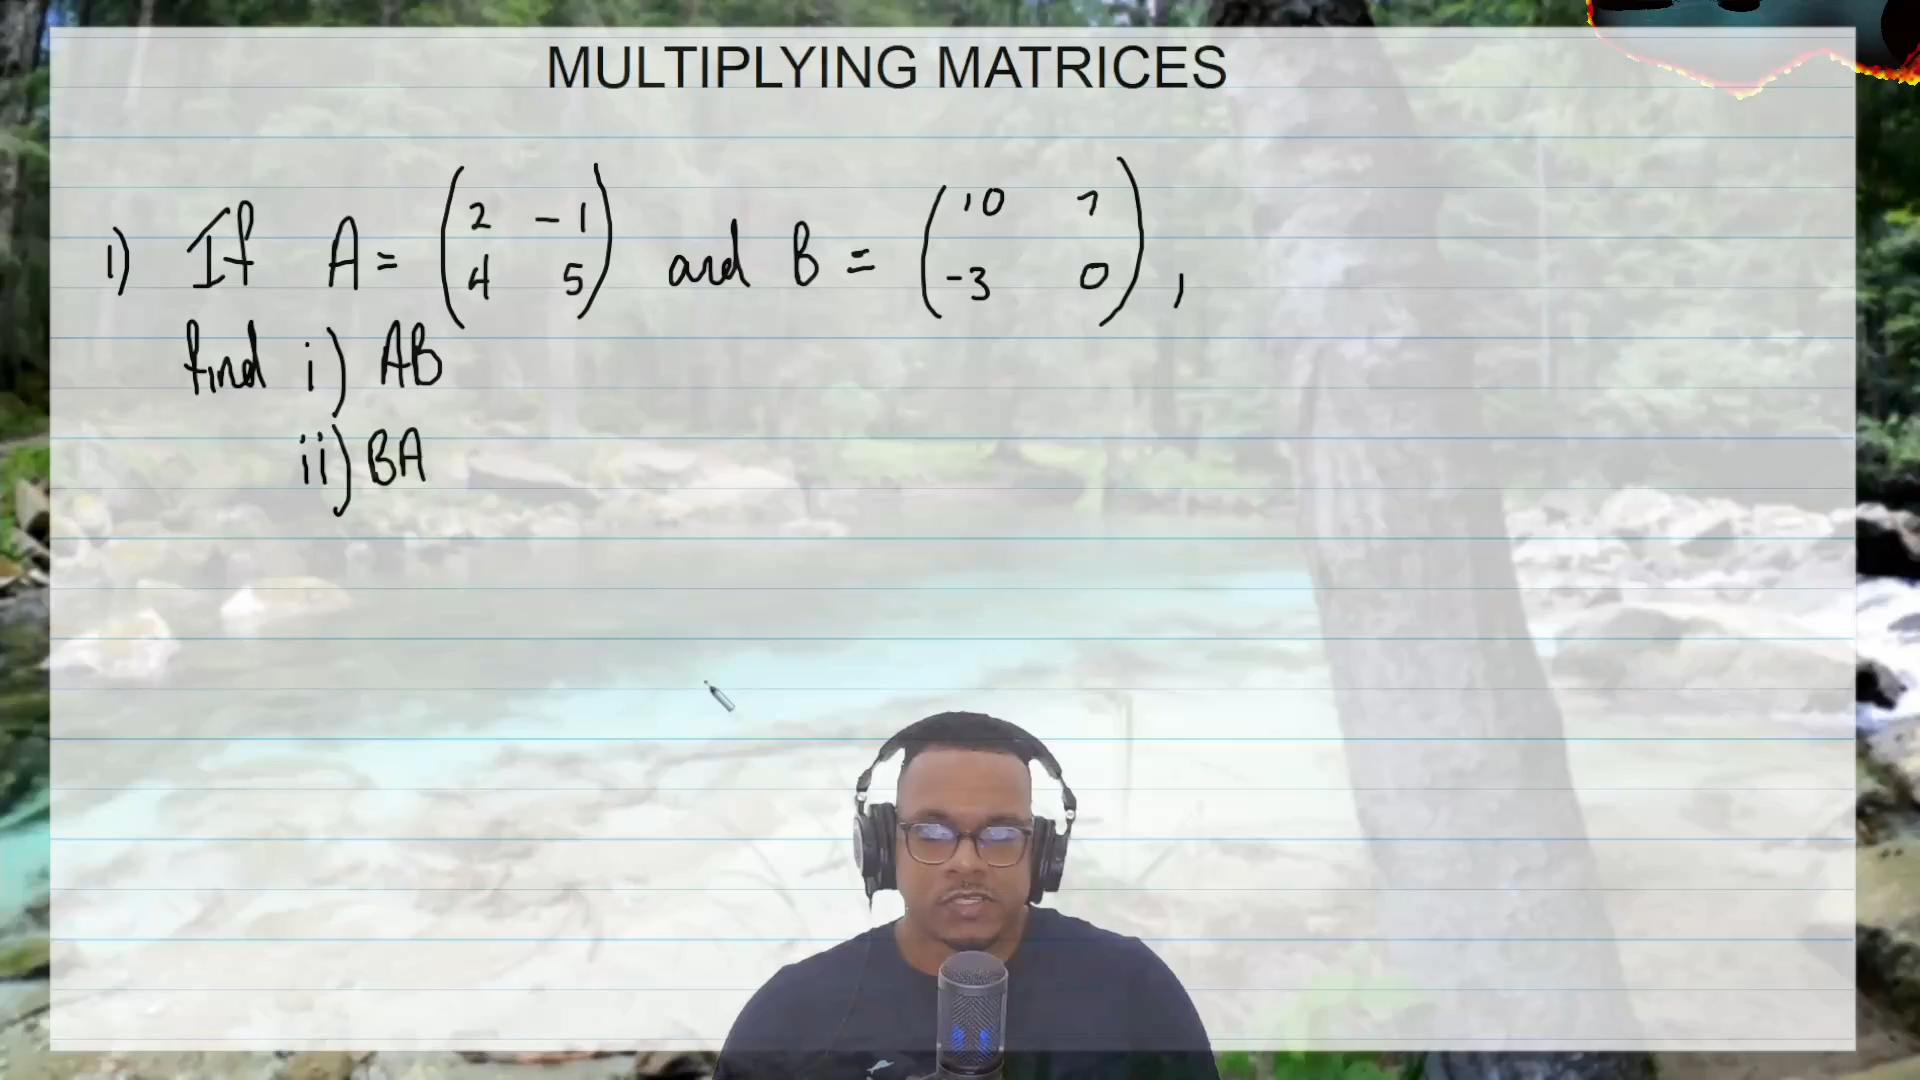 MULTIPLYING MATRICES
1) If A = (2 -1 4 5) and B = (10 7 -3 0),
find i) AB
ii) BA